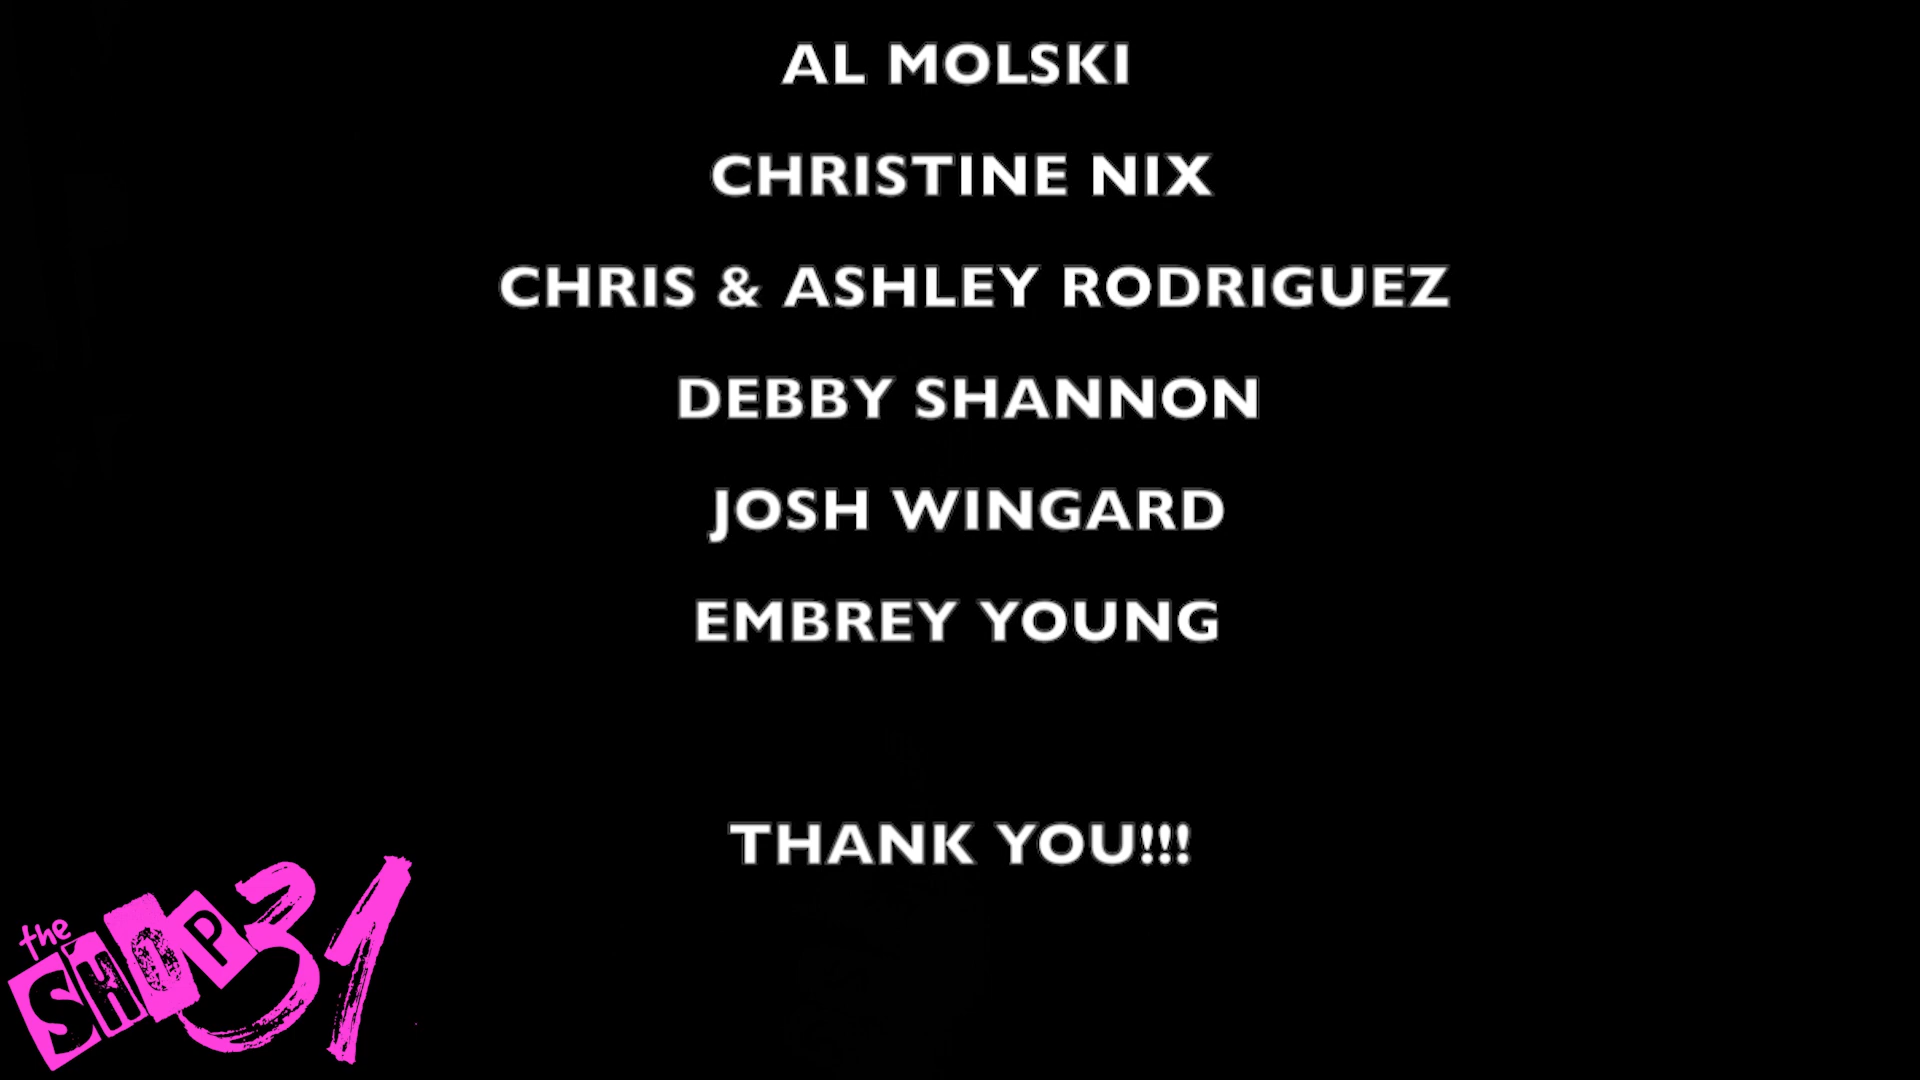 AL MOLSKI
CHRISTINE NIX
CHRIS & ASHLEY RODRIGUEZ
DEBBY SHANNON
JOSH WINGARD
EMBREY YOUNG
THANK YOU!!!
the
SHOP 31